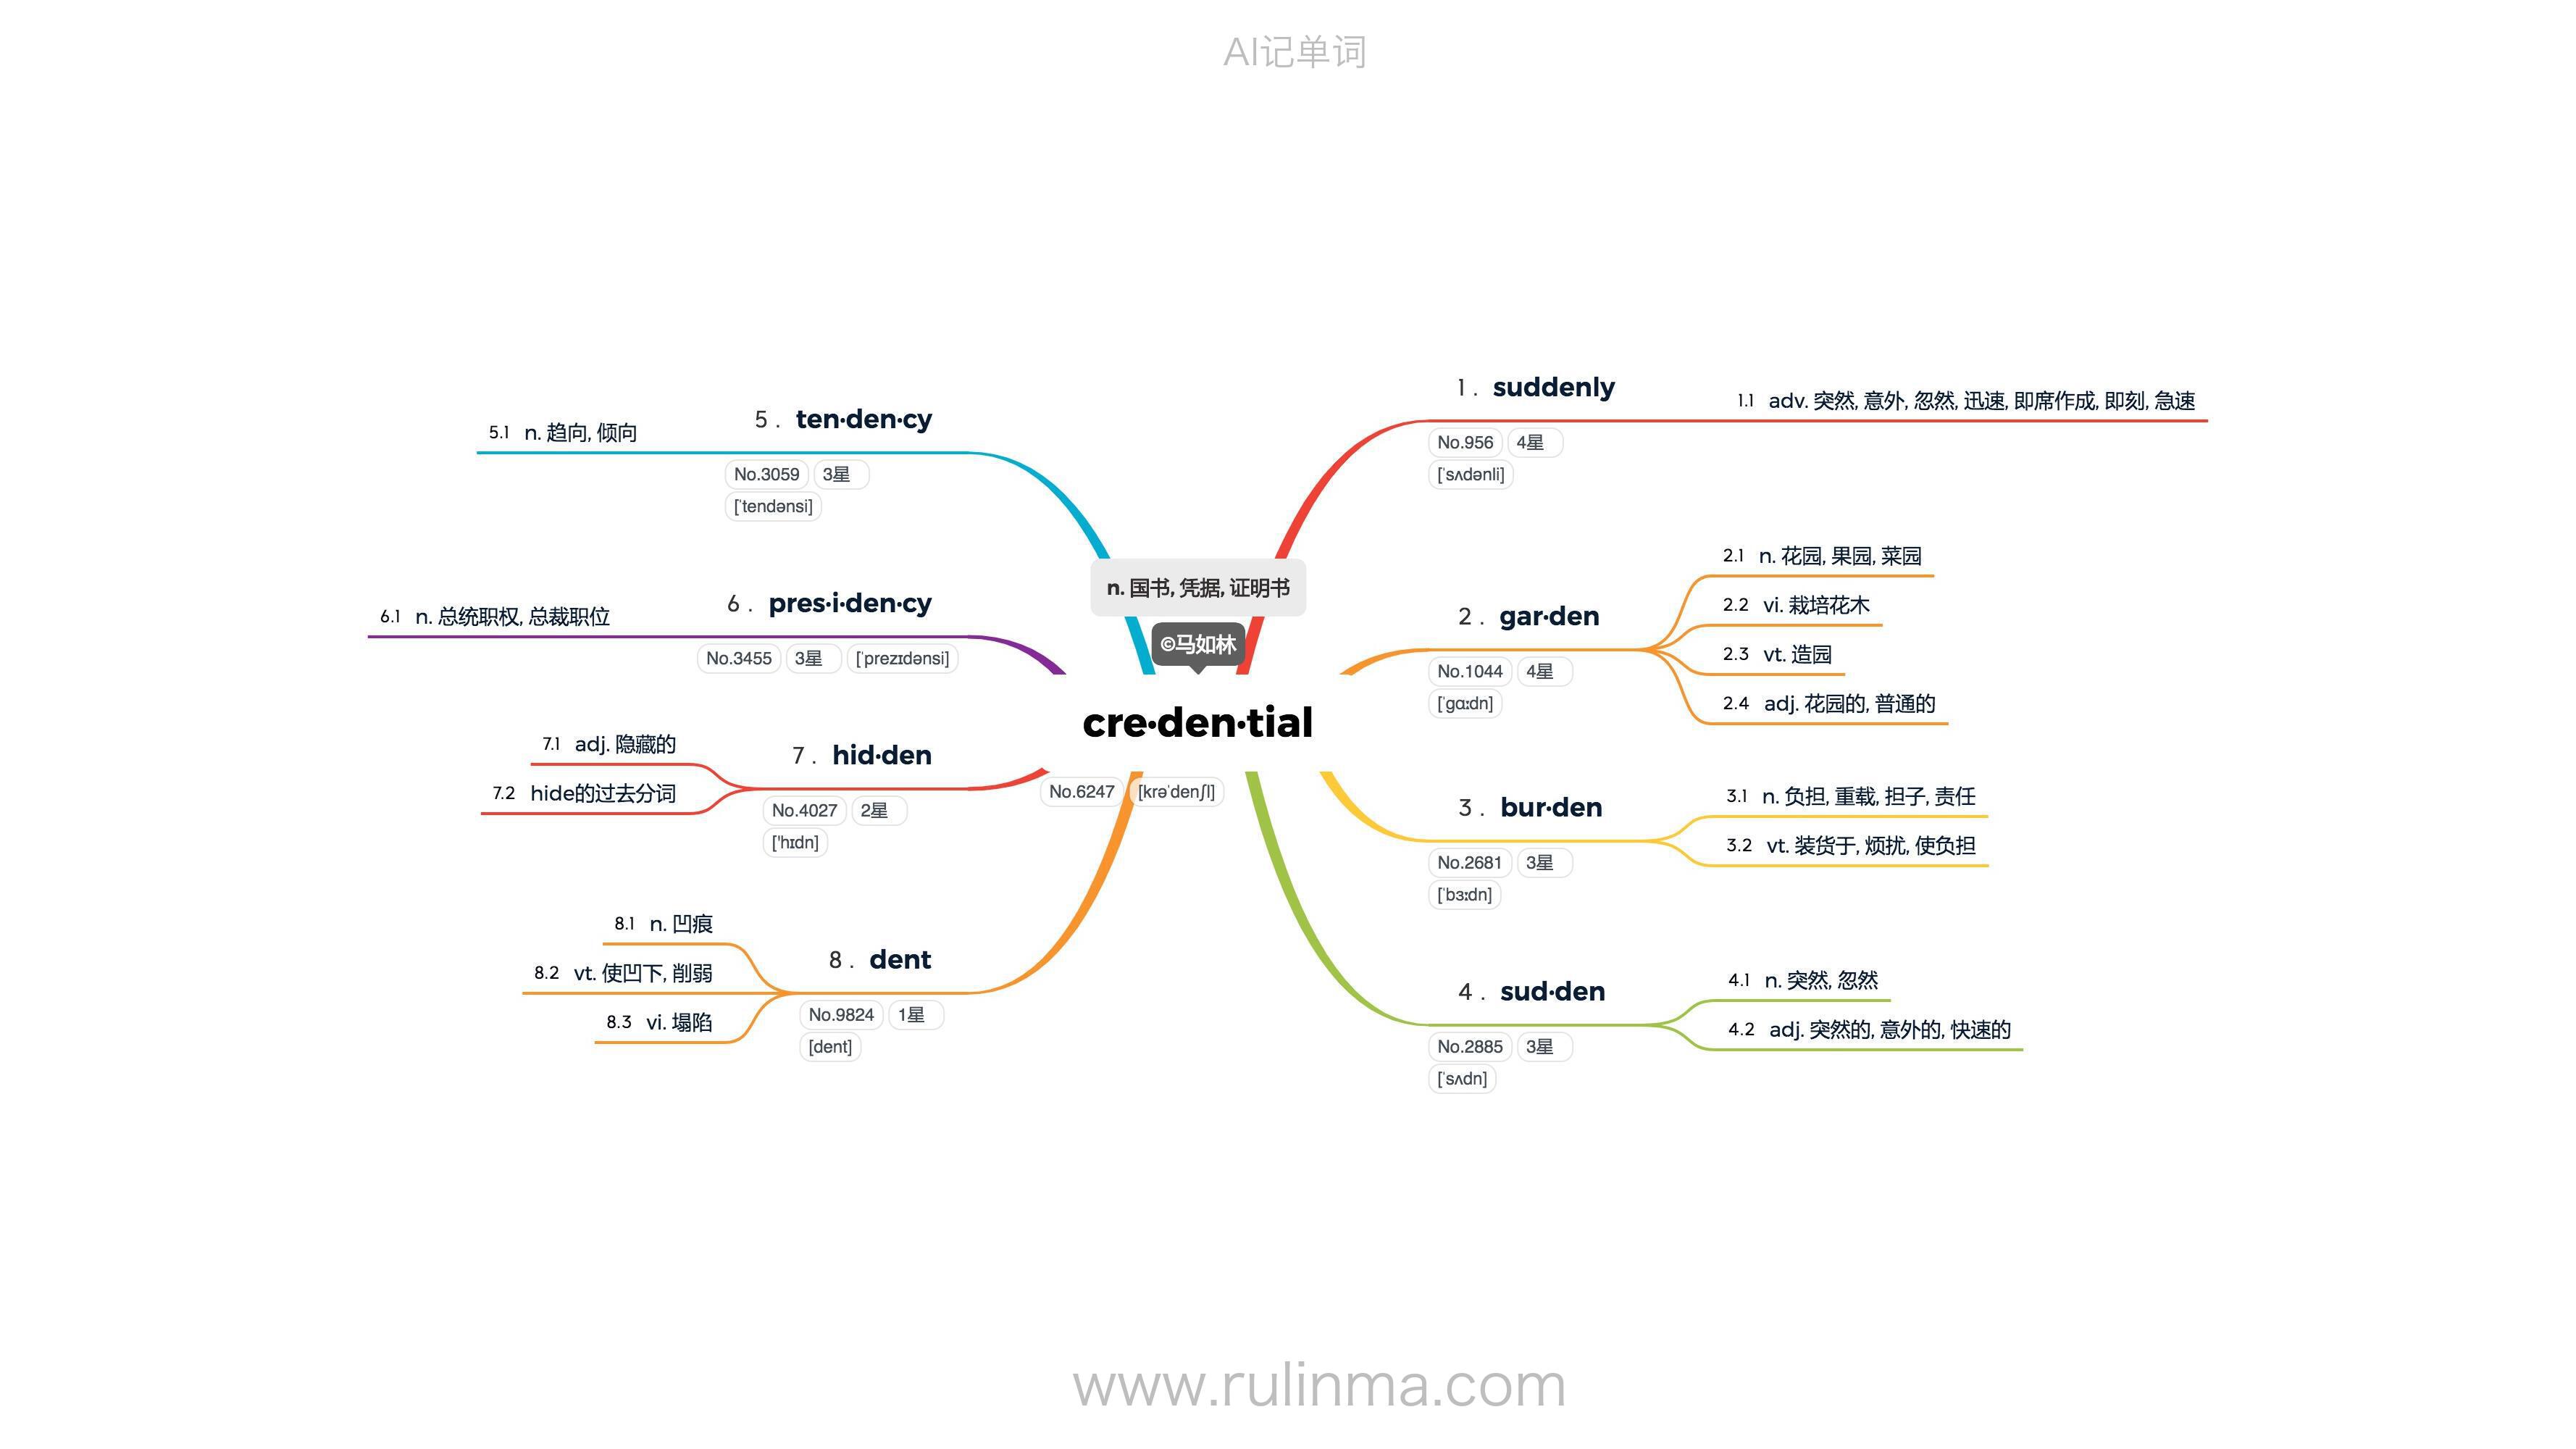 AI记单词
n. 国书, 凭据, 证明书
©马如林
cre·den·tial
No.6247 [krəˈdenʃl]
1 . suddenly
No.956 4星
[ˈsʌdənli]
1.1 adv. 突然, 意外, 忽然, 迅速, 即席作成, 即刻, 急速
2 . gar·den
No.1044 4星
[ˈɡɑːdn]
2.1 n. 花园, 果园, 菜园
2.2 vi. 栽培花木
2.3 vt. 造园
2.4 adj. 花园的, 普通的
3 . bur·den
No.2681 3星
[ˈbɜːdn]
3.1 n. 负担, 重载, 担子, 责任
3.2 vt. 装货于, 烦扰, 使负担
4 . sud·den
No.2885 3星
[ˈsʌdn]
4.1 n. 突然, 忽然
4.2 adj. 突然的, 意外的, 快速的
5 . ten·den·cy
No.3059 3星
[ˈtendənsi]
5.1 n. 趋向, 倾向
6 . pres·i·den·cy
No.3455 3星 [ˈprezɪdənsi]
6.1 n. 总统职权, 总裁职位
7 . hid·den
No.4027 2星
['hɪdn]
7.1 adj. 隐藏的
7.2 hide的过去分词
8 . dent
No.9824 1星
[dent]
8.1 n. 凹痕
8.2 vt. 使凹下, 削弱
8.3 vi. 塌陷
www.rulinma.com